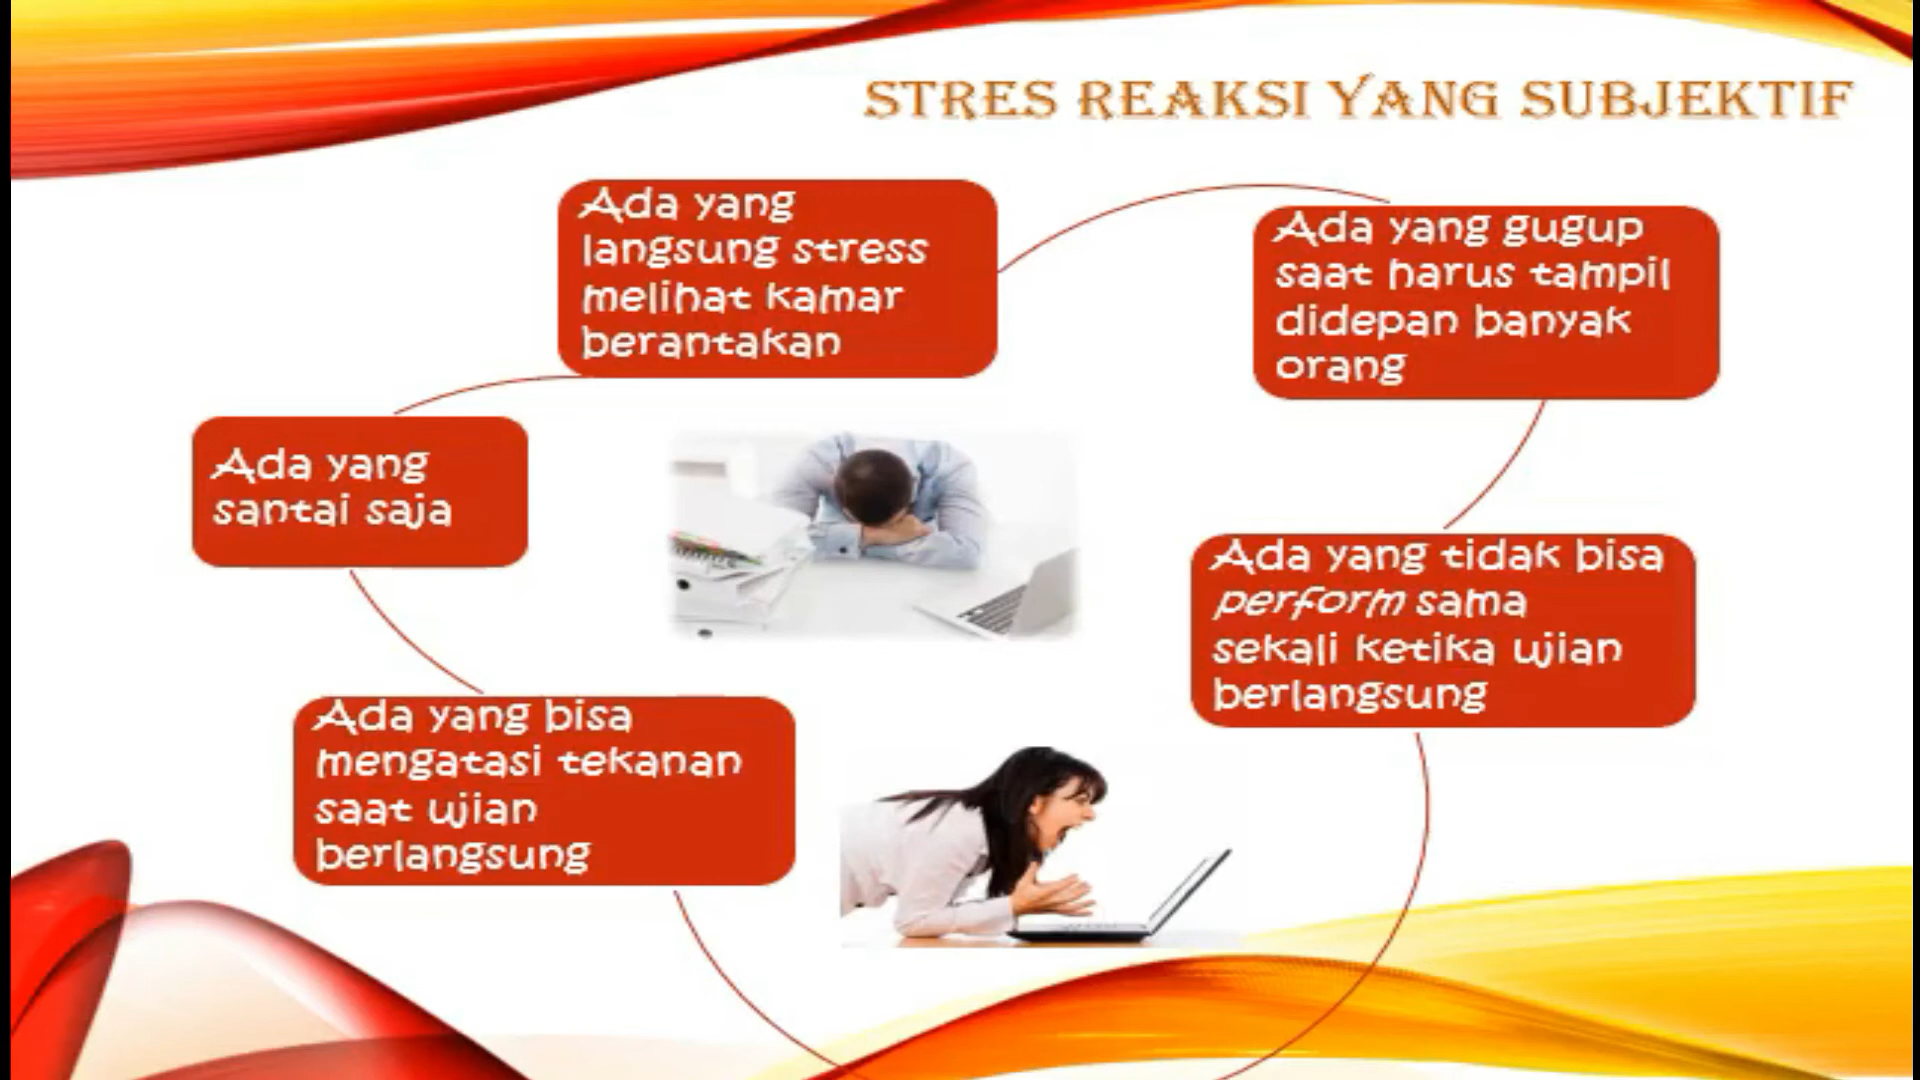 STRES REAKSI YANG SUBJEKTIF
Ada yang
langsung stress
melihat kamar
berantakan
Ada yang gugup
saat harus tampil
didepan banyak
orang
Ada yang tidak bisa
perform sama
sekali ketika ujian
berlangsung
Ada yang bisa
mengatasi tekanan
saat ujian
berlangsung
Ada yang
santai saja